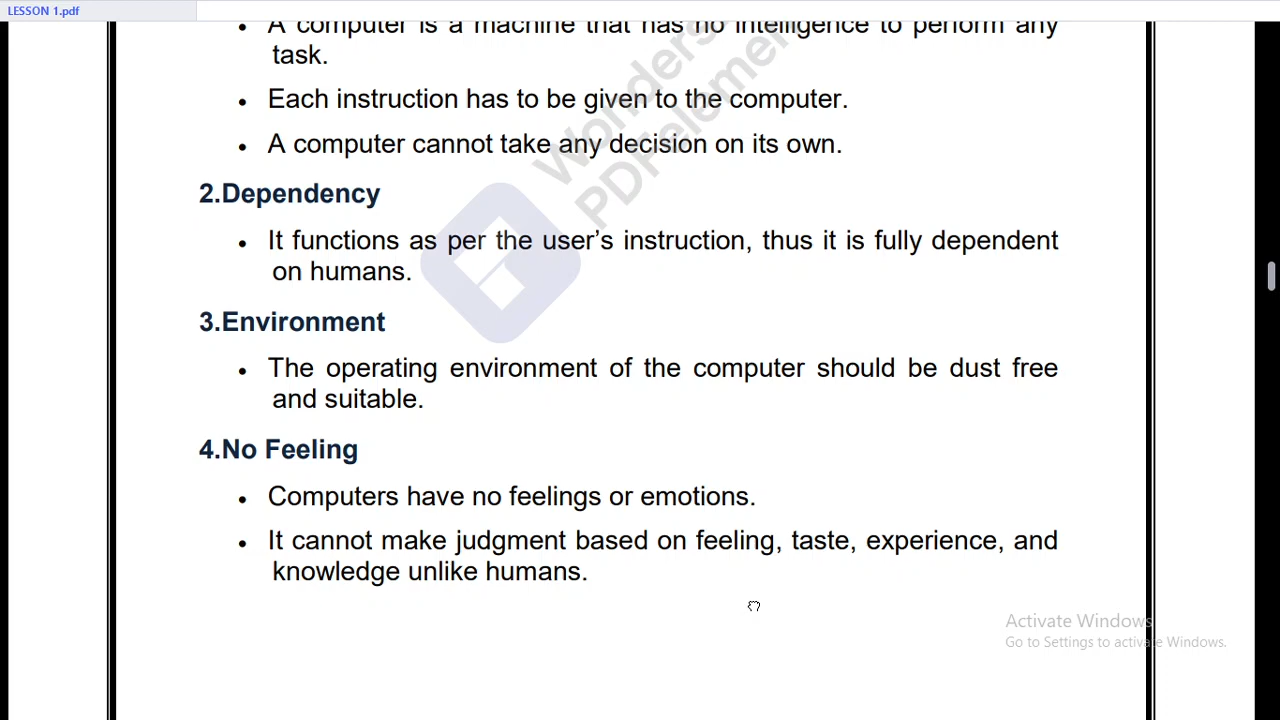 LESSON 1.pdf
• A computer is a machine that has no intelligence to perform any
task.
• Each instruction has to be given to the computer.
• A computer cannot take any decision on its own.
2.Dependency
• It functions as per the user’s instruction, thus it is fully dependent
on humans.
3.Environment
• The operating environment of the computer should be dust free
and suitable.
4.No Feeling
• Computers have no feelings or emotions.
• It cannot make judgment based on feeling, taste, experience, and
knowledge unlike humans.
Activate Windows
Go to Settings to activate Windows.